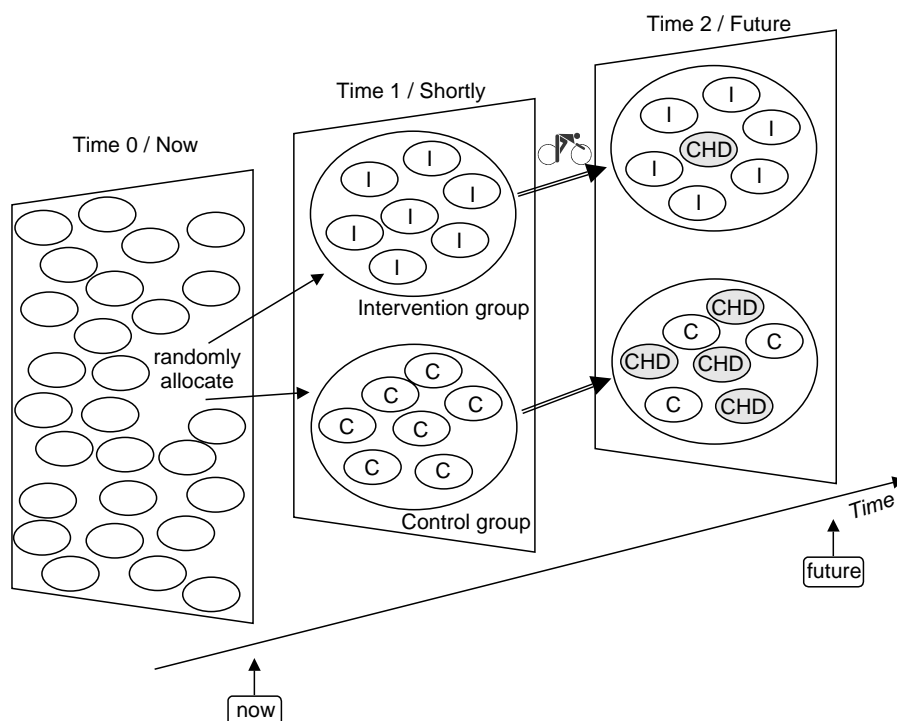 Time 2 / Future
Time 1 / Shortly
Time 0 / Now
I
I
I
I
CHD
I
I
I
I
I
I
I
I
I
I
Intervention group
randomly
allocate
CHD
C
C
CHD
CHD
C
CHD
C
C
C
C
C
C
C
Control group
Time
future
now